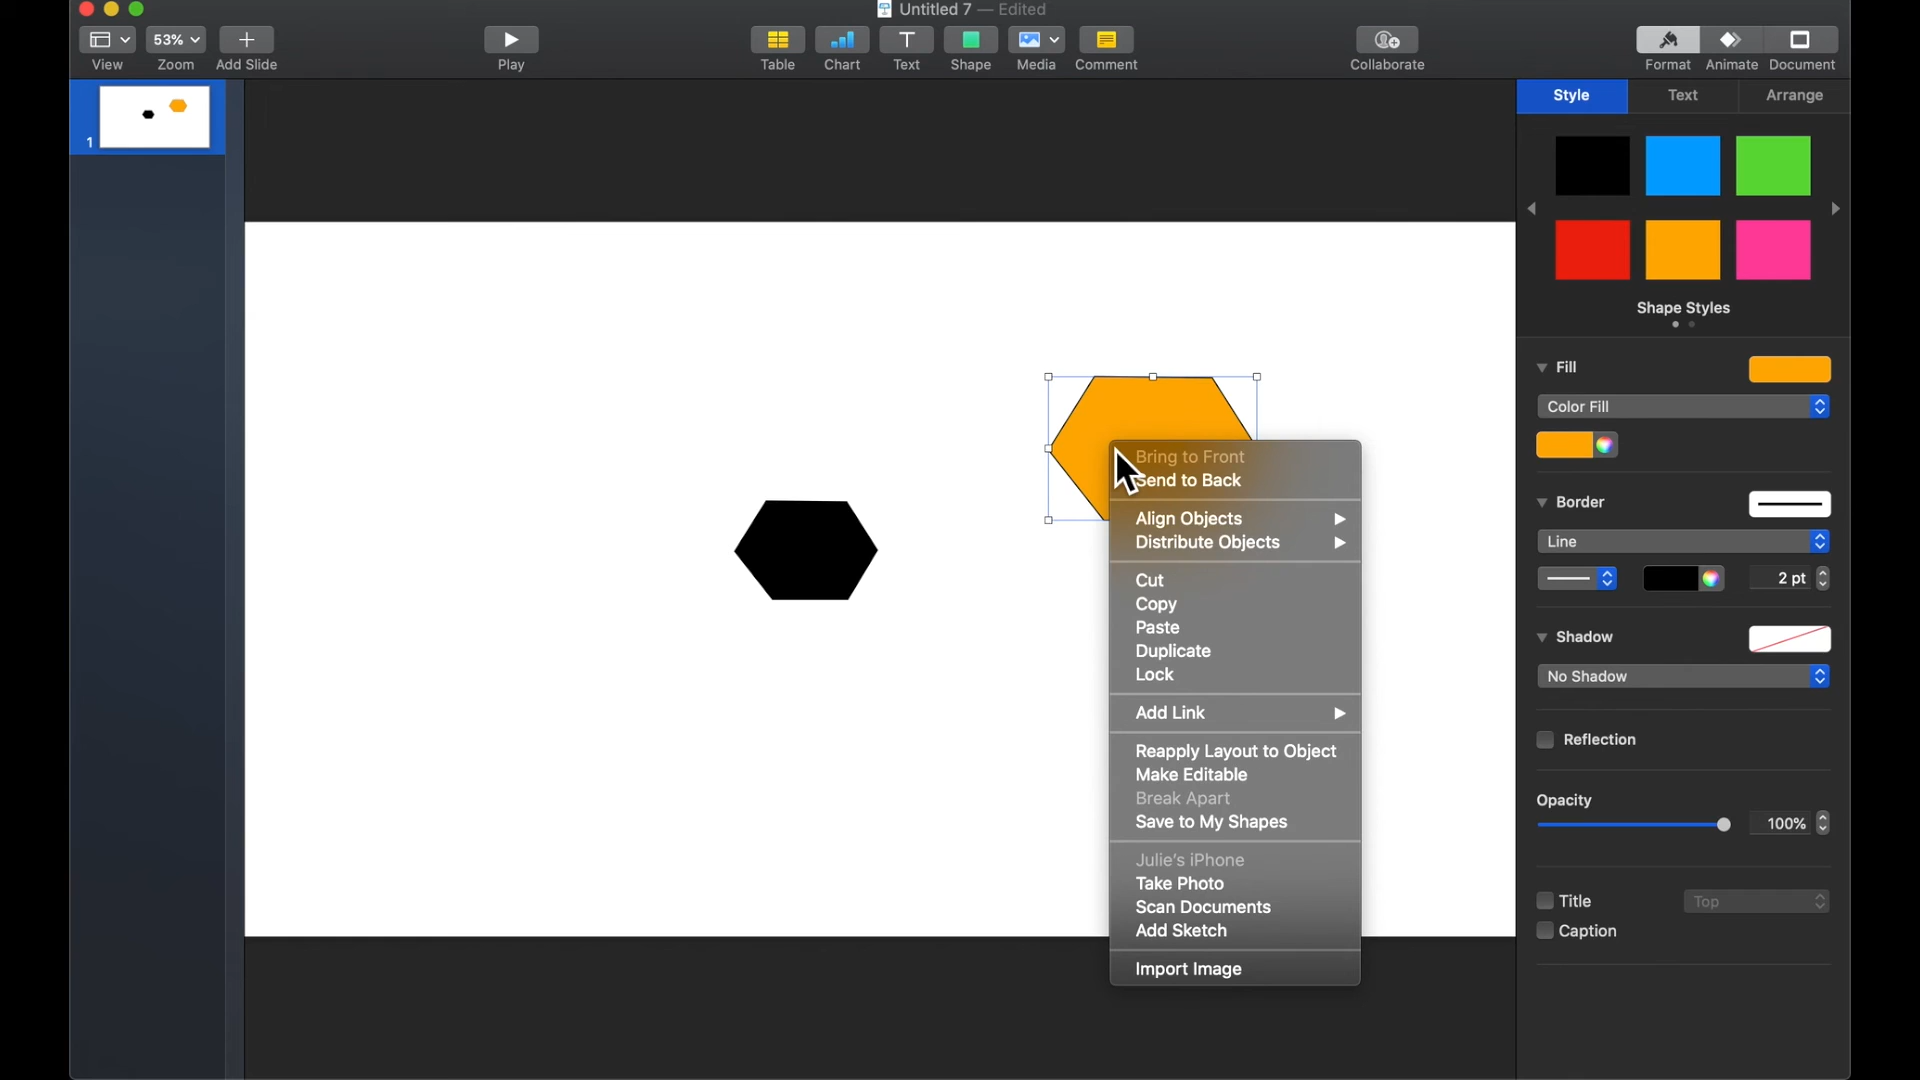 Untitled 7 — Edited
View
53%
Zoom
Add Slide
Play
Table
Chart
Text
Shape
Media
Comment
Collaborate
Format
Animate
Document
1
Style
Text
Arrange
Shape Styles
Fill
Color Fill
Border
Line
2 pt
Shadow
No Shadow
Reflection
Opacity
100%
Title
Top
Caption
Bring to Front
Send to Back
Align Objects
Distribute Objects
Cut
Copy
Paste
Duplicate
Lock
Add Link
Reapply Layout to Object
Make Editable
Break Apart
Save to My Shapes
Julie's iPhone
Take Photo
Scan Documents
Add Sketch
Import Image